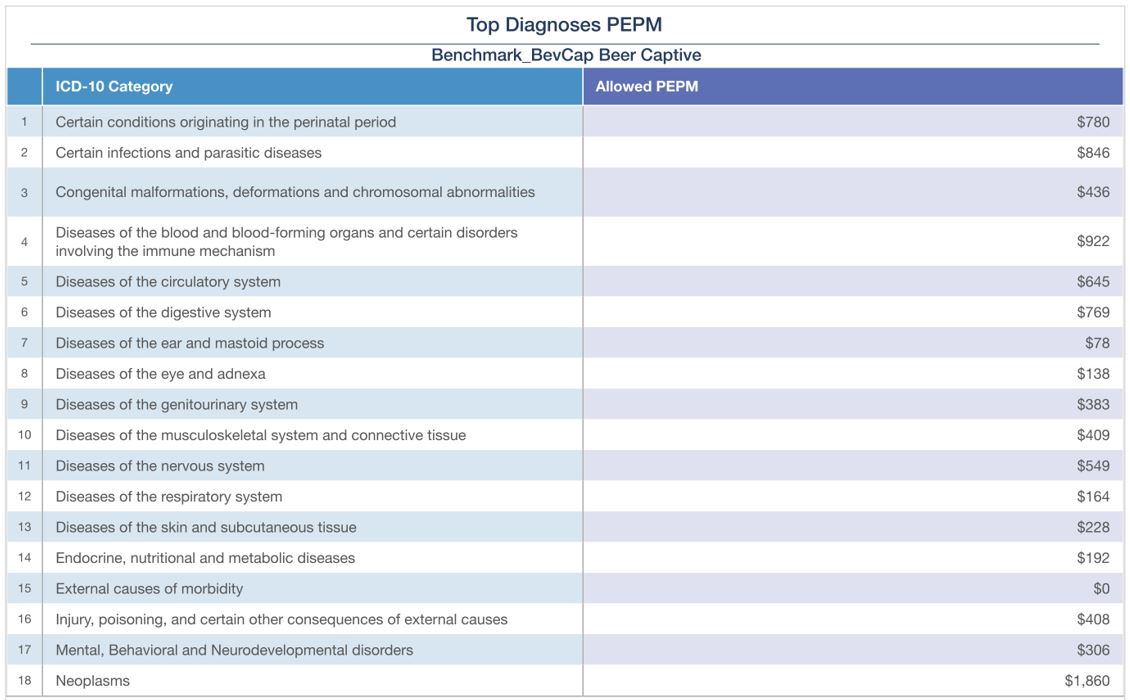 Top Diagnoses PEPM
Benchmark_BevCap Beer Captive
ICD-10 Category Allowed PEPM
1 Certain conditions originating in the perinatal period $780
2 Certain infections and parasitic diseases $846
3 Congenital malformations, deformations and chromosomal abnormalities $436
4 Diseases of the blood and blood-forming organs and certain disorders
involving the immune mechanism $922
5 Diseases of the circulatory system $645
6 Diseases of the digestive system $769
7 Diseases of the ear and mastoid process $78
8 Diseases of the eye and adnexa $138
9 Diseases of the genitourinary system $383
10 Diseases of the musculoskeletal system and connective tissue $409
11 Diseases of the nervous system $549
12 Diseases of the respiratory system $164
13 Diseases of the skin and subcutaneous tissue $228
14 Endocrine, nutritional and metabolic diseases $192
15 External causes of morbidity $0
16 Injury, poisoning, and certain other consequences of external causes $408
17 Mental, Behavioral and Neurodevelopmental disorders $306
18 Neoplasms $1,860